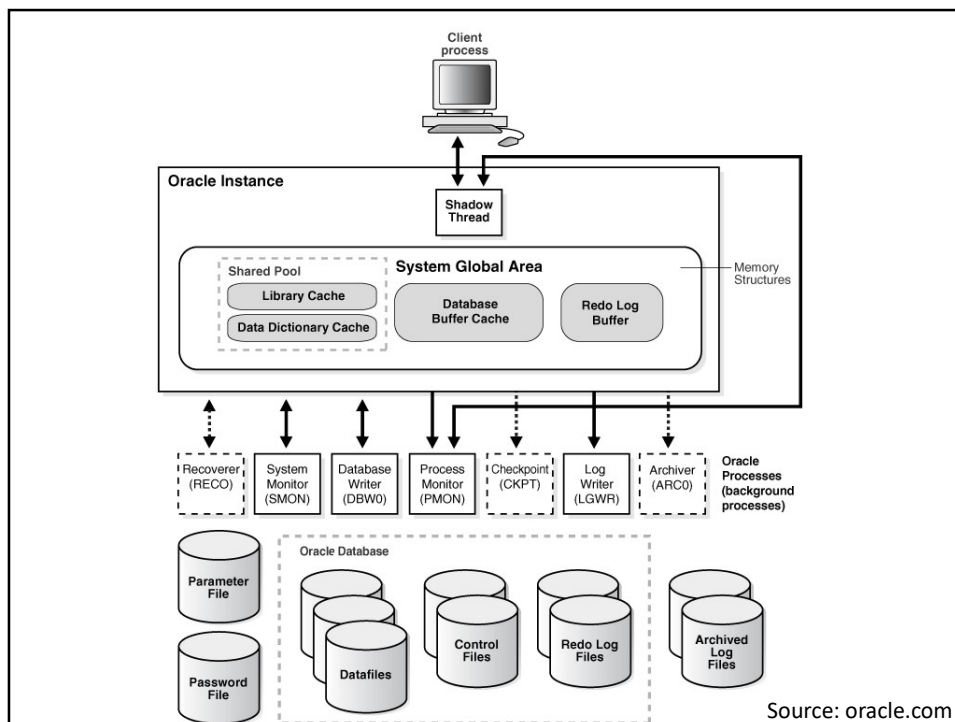 Client
process
Oracle Instance
Shadow
Thread
System Global Area
Memory
Structures
Shared Pool
Library Cache
Data Dictionary Cache
Database
Buffer Cache
Redo Log
Buffer
Recoverer
(RECO)
System
Monitor
(SMON)
Database
Writer
(DBW0)
Process
Monitor
(PMON)
Checkpoint
(CKPT)
Log
Writer
(LGWR)
Archiver
(ARC0)
Oracle
Processes
(background
processes)
Parameter
File
Password
File
Oracle Database
Datafiles
Control
Files
Redo Log
Files
Archived
Log
Files
Source: oracle.com